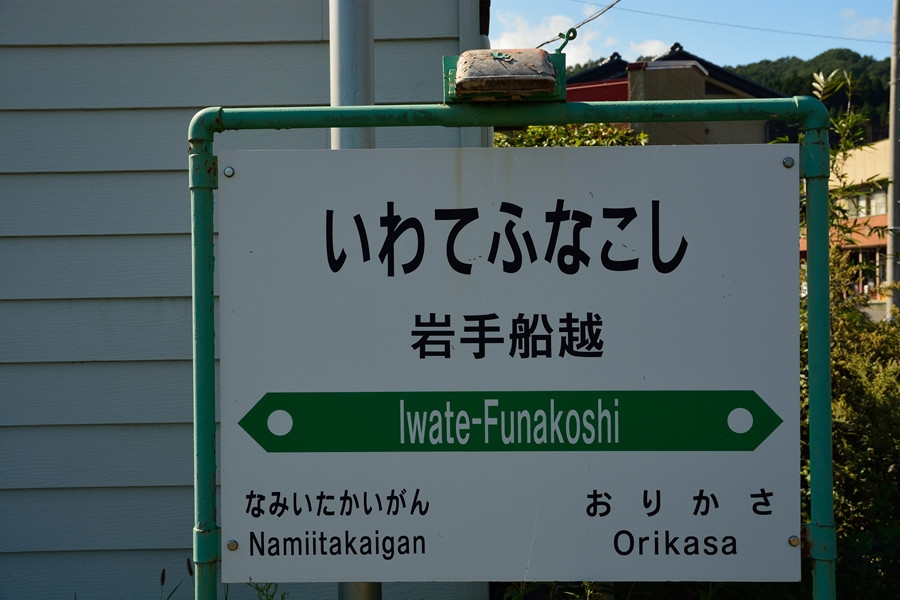 いわてふなこし
岩手船越
Iwate-Funakoshi
なみいたかいがん おりかさ
Namiitakaigan Orikasa